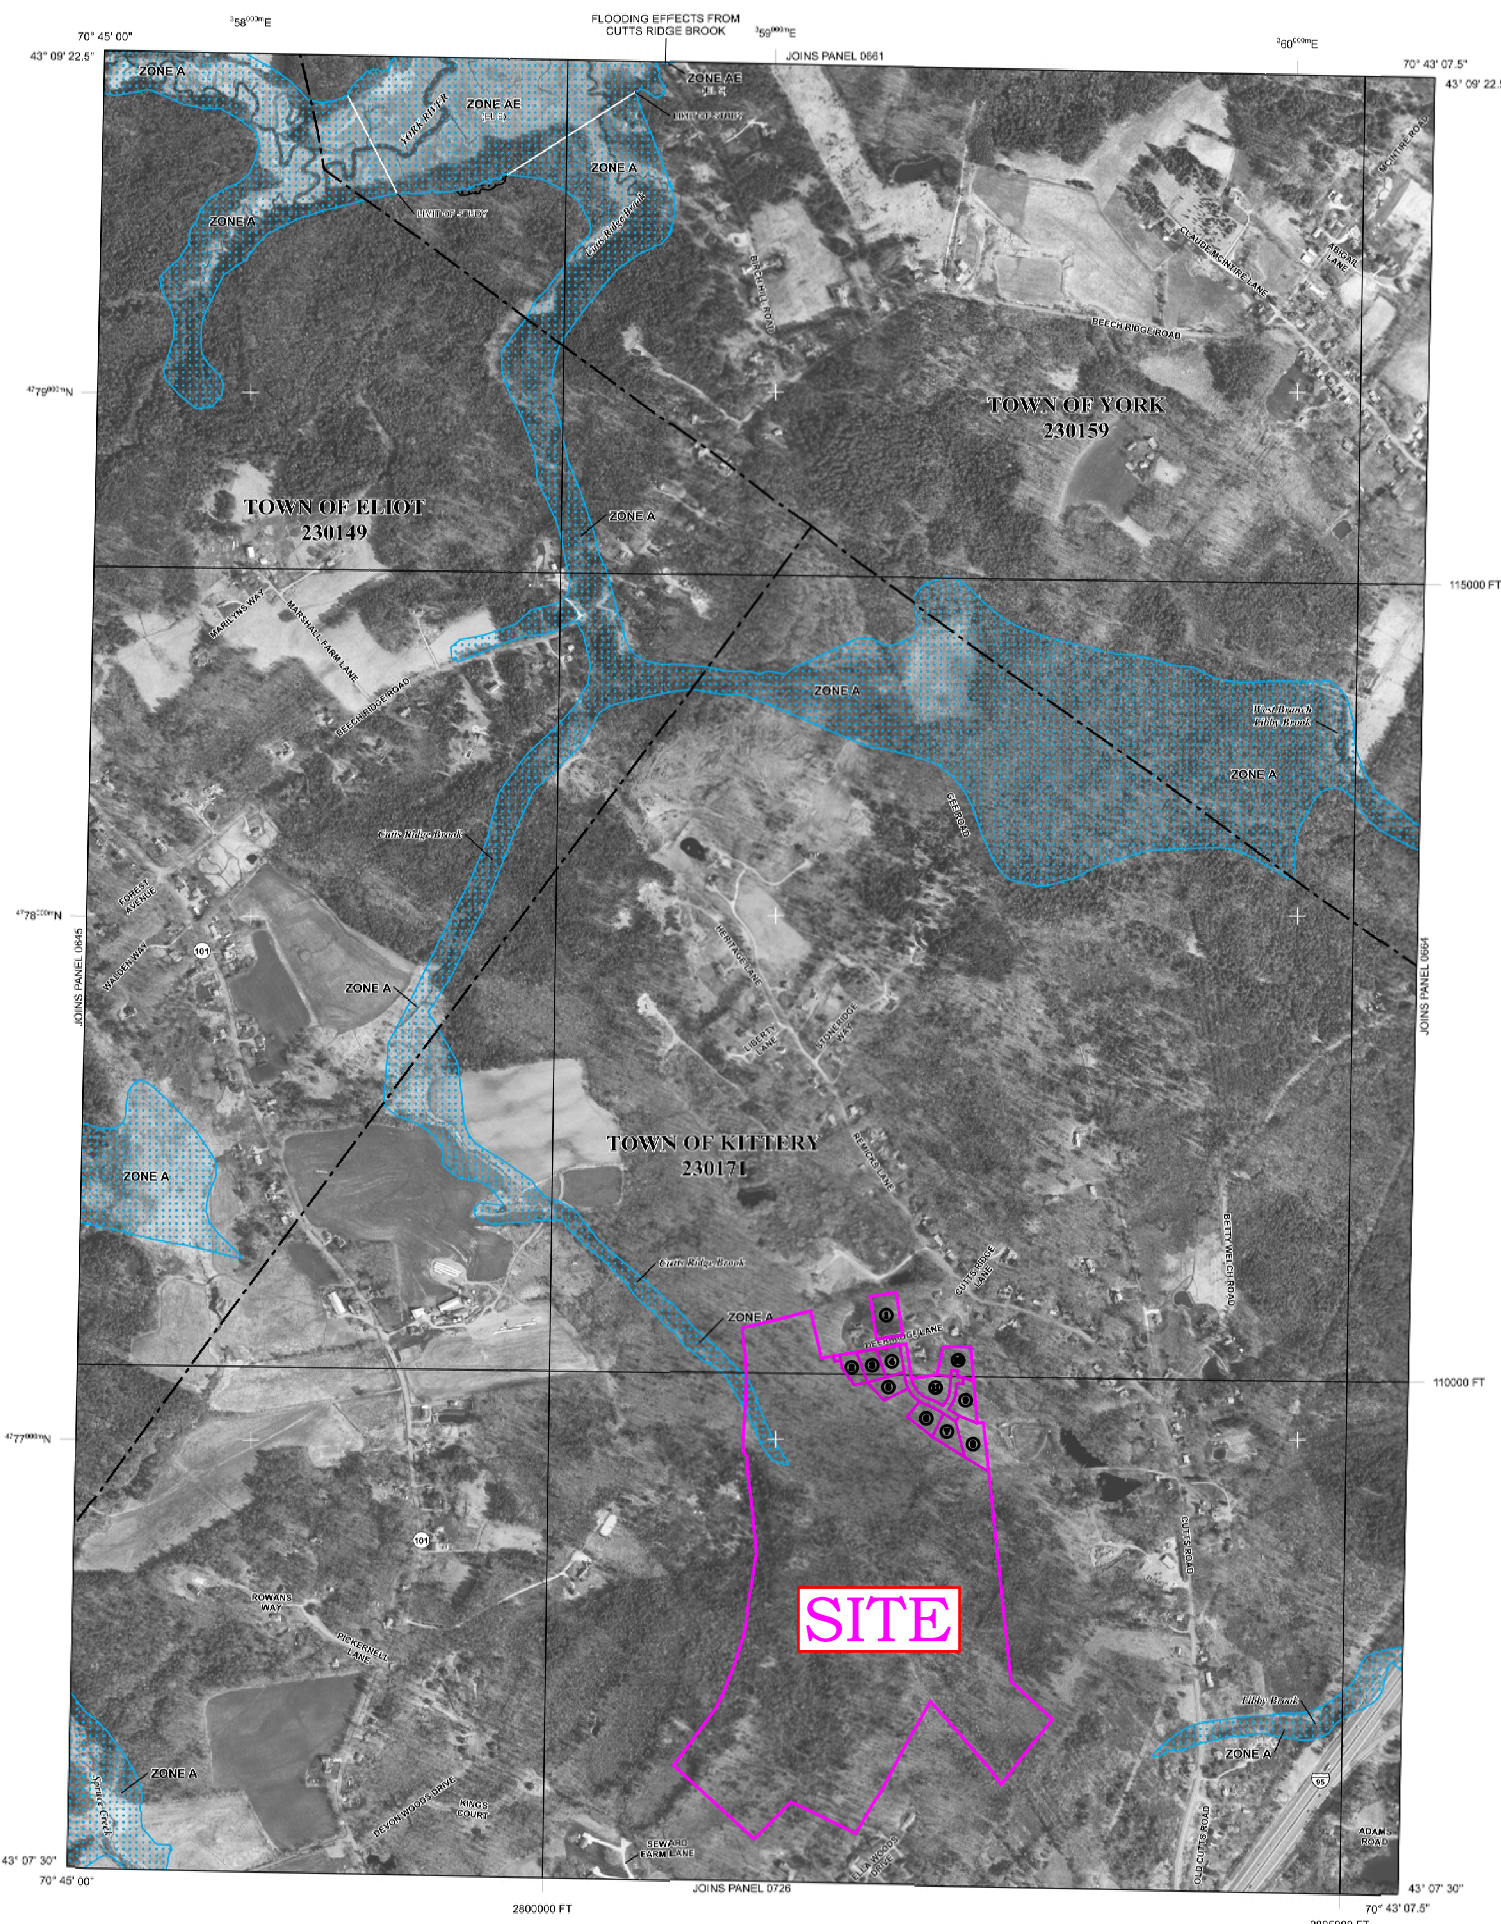 FLOODING EFFECTS FROM
CUTTS RIDGE BROOK
358000mE
359000mE
360000mE
70° 45' 00"
70° 43' 07.5"
43° 09' 22.5"
JOINS PANEL 0661
43° 09' 22.5
ZONE A
ZONE AE
ZONE AE
YORK RIVER
LIMIT OF STUDY
ZONE A
LIMIT OF STUDY
ZONE A
Cutts Ridge Brook
MCINTIRE ROAD
CLAUDE MCINTIRE LANE
ABIGAIL
LANE
BIRCH HILL ROAD
BEECH RIDGE ROAD
4779000mN
TOWN OF YORK
230159
TOWN OF ELIOT
230149
ZONE A
115000 FT
MARILYNS WAY
MARSHALL FARM LANE
BEECH RIDGE ROAD
ZONE A
West Branch
Libby Brook
ZONE A
GEE ROAD
Cutts Ridge Brook
FOREST
AVENUE
4778000mN
WALDEN WAY
101
HERITAGE LANE
JOINS PANEL 0645
JOINS PANEL 0664
ZONE A
LIBERTY
LANE
STONERIDGE
WAY
TOWN OF KITTERY
230171
REMICKS LANE
ZONE A
BETTY WELCH ROAD
Cutts Ridge Brook
CUTTS RIDGE
LANE
ZONE A
DEER RIDGE LANE
110000 FT
4777000mN
101
CUTTS ROAD
ROWANS
WAY
SITE
PICKERNELL
LANE
Libby Brook
ZONE A
ZONE A
95
Spruce Creek
DEVON WOODS DRIVE
KINGS
COURT
OLD CUTTS ROAD
ADAMS
ROAD
SEWARD
FARM LANE
ELLA WOODS
DRIVE
43° 07' 30"
70° 45' 00"
JOINS PANEL 0726
43° 07' 30"
70° 43' 07.5"
2800000 FT